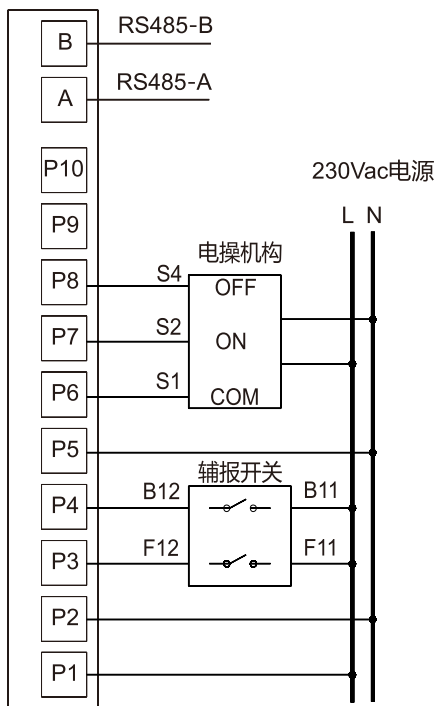 B RS485-B
A RS485-A
P10
230Vac电源
P9
L N
电操机构
P8 S4 OFF
P7 S2 ON
P6 S1 COM
P5
辅报开关
P4 B12 B11
P3 F12 F11
P2
P1